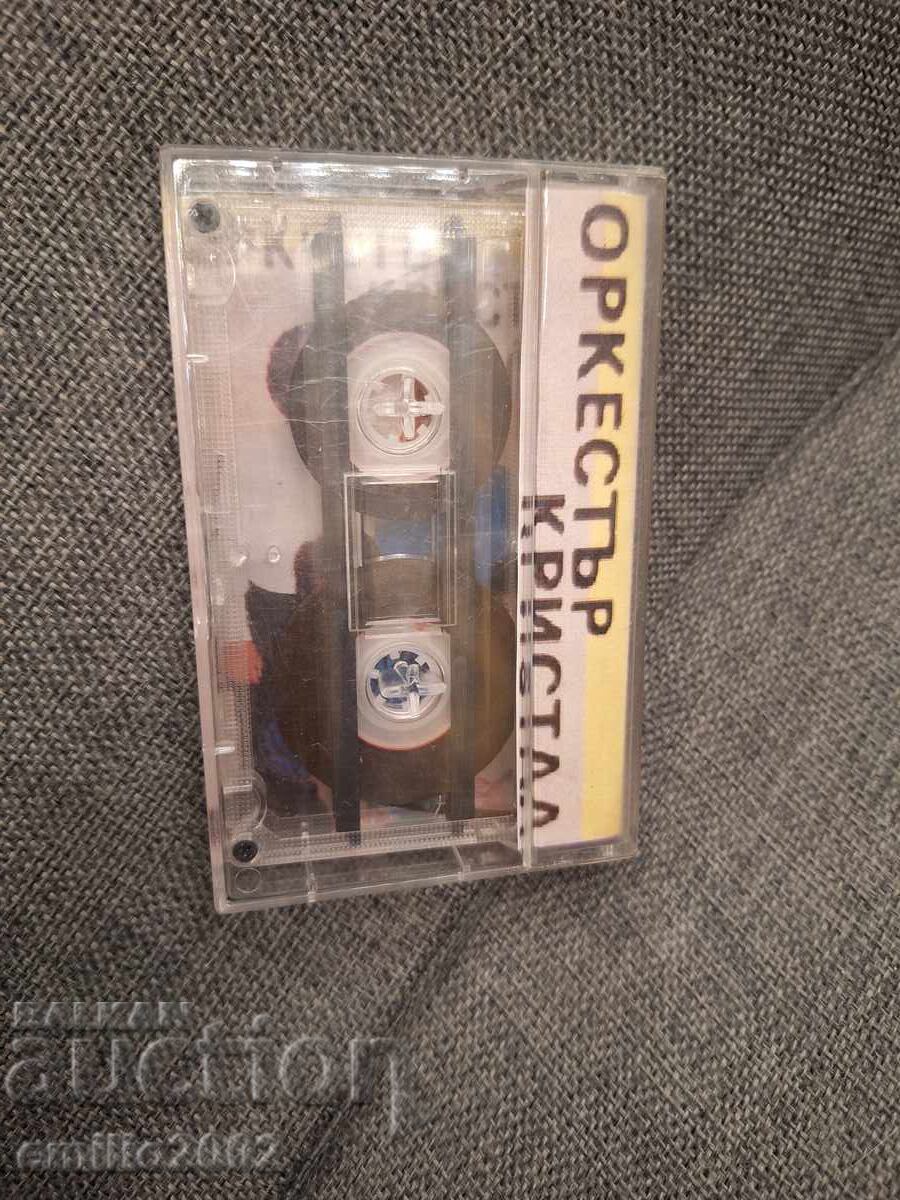 ОРКЕСТЪР
КРИСТАЛ
BALKAN
auction
emilio2002